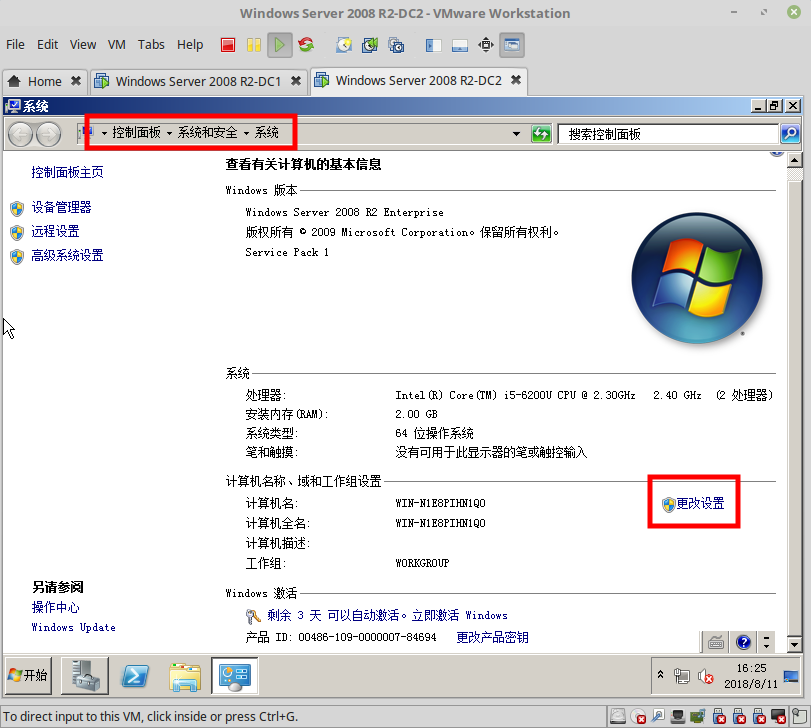 Windows Server 2008 R2-DC2 - VMware Workstation
File Edit View VM Tabs Help
Home Windows Server 2008 R2-DC1 Windows Server 2008 R2-DC2
系统
控制面板 系统和安全 系统 搜索控制面板
控制面板主页
设备管理器
远程设置
高级系统设置
查看有关计算机的基本信息
Windows 版本
Windows Server 2008 R2 Enterprise
版权所有 © 2009 Microsoft Corporation。保留所有权利。
Service Pack 1
系统
处理器: Intel(R) Core(TM) i5-6200U CPU @ 2.30GHz 2.40 GHz (2 处理器)
安装内存(RAM): 2.00 GB
系统类型: 64 位操作系统
笔和触摸: 没有可用于此显示器的笔或触控输入
计算机名称、域和工作组设置
计算机名: WIN-N1E8PIHN1QO 更改设置
计算机全名: WIN-N1E8PIHN1QO
计算机描述:
工作组: WORKGROUP
Windows 激活
剩余 3 天 可以自动激活。立即激活 Windows
产品 ID: 00486-109-0000007-84694 更改产品密钥
另请参阅
操作中心
Windows Update
开始
16:25
2018/8/11
To direct input to this VM, click inside or press Ctrl+G.